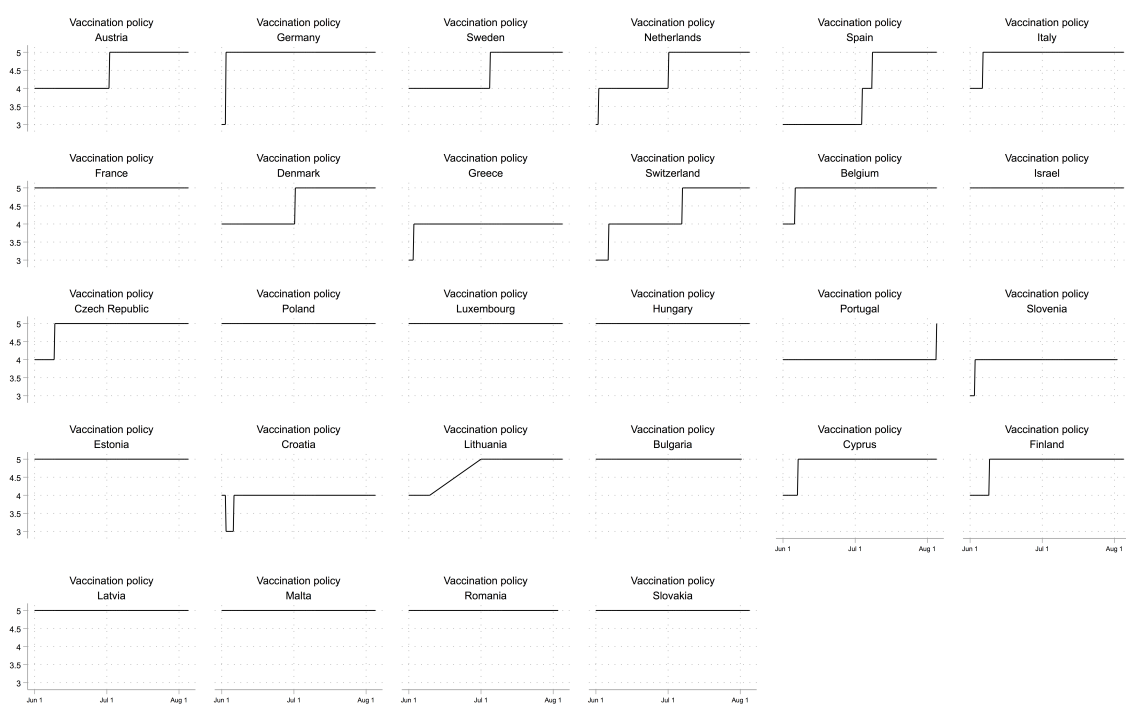 Vaccination policy
Austria
Vaccination policy
Germany
Vaccination policy
Sweden
Vaccination policy
Netherlands
Vaccination policy
Spain
Vaccination policy
Italy
5
4.5
4
3.5
3
Vaccination policy
France
Vaccination policy
Denmark
Vaccination policy
Greece
Vaccination policy
Switzerland
Vaccination policy
Belgium
Vaccination policy
Israel
5
4.5
4
3.5
3
Vaccination policy
Czech Republic
Vaccination policy
Poland
Vaccination policy
Luxembourg
Vaccination policy
Hungary
Vaccination policy
Portugal
Vaccination policy
Slovenia
5
4.5
4
3.5
3
Vaccination policy
Estonia
Vaccination policy
Croatia
Vaccination policy
Lithuania
Vaccination policy
Bulgaria
Vaccination policy
Cyprus
Vaccination policy
Finland
5
4.5
4
3.5
3
Jun 1 Jul 1 Aug 1
Jun 1 Jul 1 Aug 1
Vaccination policy
Latvia
Vaccination policy
Malta
Vaccination policy
Romania
Vaccination policy
Slovakia
5
4.5
4
3.5
3
Jun 1 Jul 1 Aug 1
Jun 1 Jul 1 Aug 1
Jun 1 Jul 1 Aug 1
Jun 1 Jul 1 Aug 1